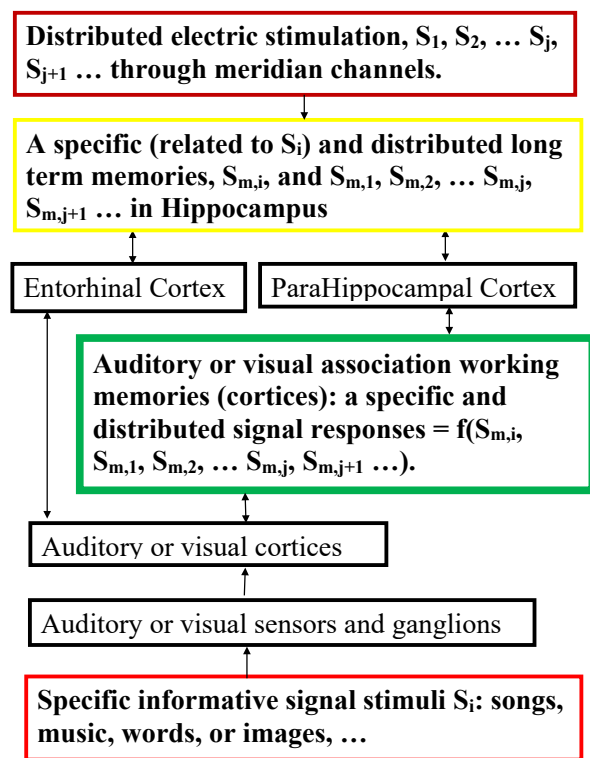 Distributed electric stimulation, S₁, S₂, … Sⱼ,
Sⱼ₊₁ … through meridian channels.
A specific (related to Sᵢ) and distributed long
term memories, Sₘ,ᵢ, and Sₘ,₁, Sₘ,₂, … Sₘ,ⱼ,
Sₘ,ⱼ₊₁ … in Hippocampus
Entorhinal Cortex
ParaHippocampal Cortex
Auditory or visual association working
memories (cortices): a specific and
distributed signal responses = f(Sₘ,ᵢ,
Sₘ,₁, Sₘ,₂, … Sₘ,ⱼ, Sₘ,ⱼ₊₁ …).
Auditory or visual cortices
Auditory or visual sensors and ganglions
Specific informative signal stimuli Sᵢ: songs,
music, words, or images, …